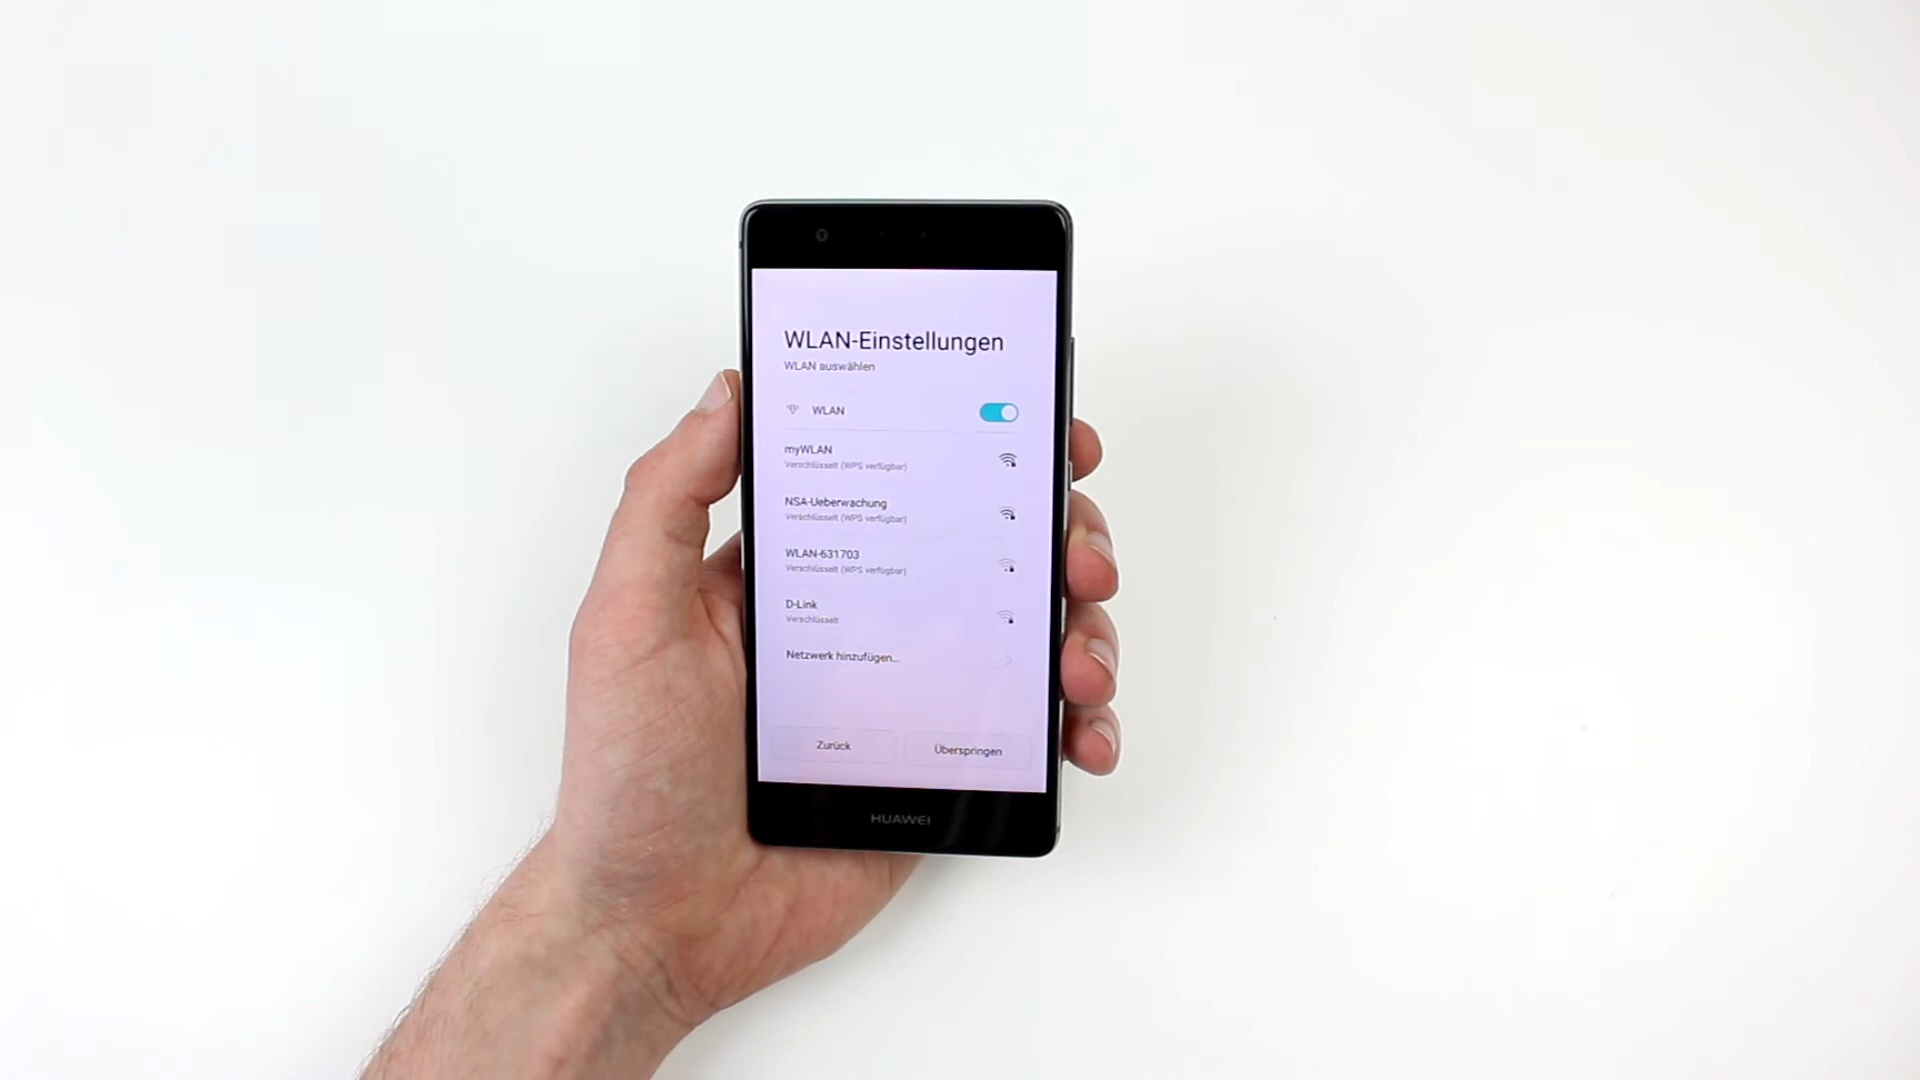 WLAN-Einstellungen
WLAN auswählen
WLAN
myWLAN
Verschlüsselt (WPS verfügbar)
NSA-Ueberwachung
Verschlüsselt (WPS verfügbar)
WLAN-631703
Verschlüsselt (WPS verfügbar)
D-Link
Verschlüsselt
Netzwerk hinzufügen...
Zurück
Überspringen
HUAWEI